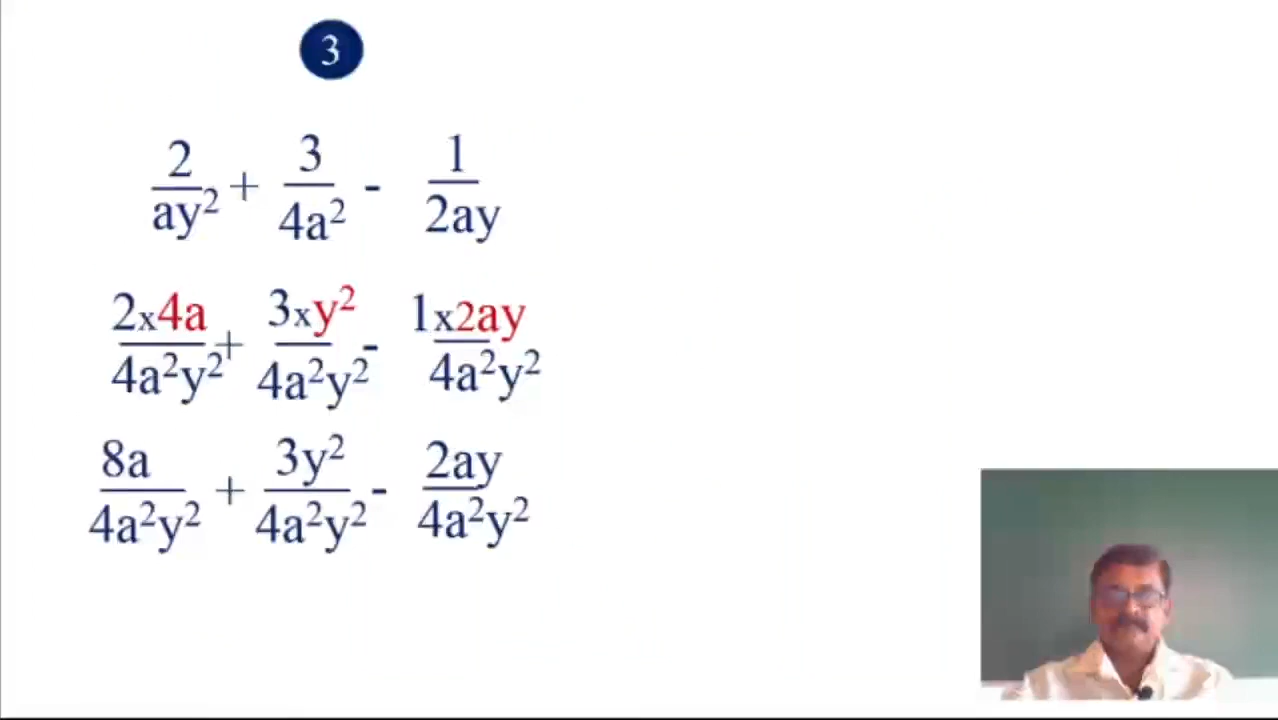 3
2/ay² + 3/4a² - 1/2ay
2x4a/4a²y² + 3xy²/4a²y² - 1x2ay/4a²y²
8a/4a²y² + 3y²/4a²y² - 2ay/4a²y²